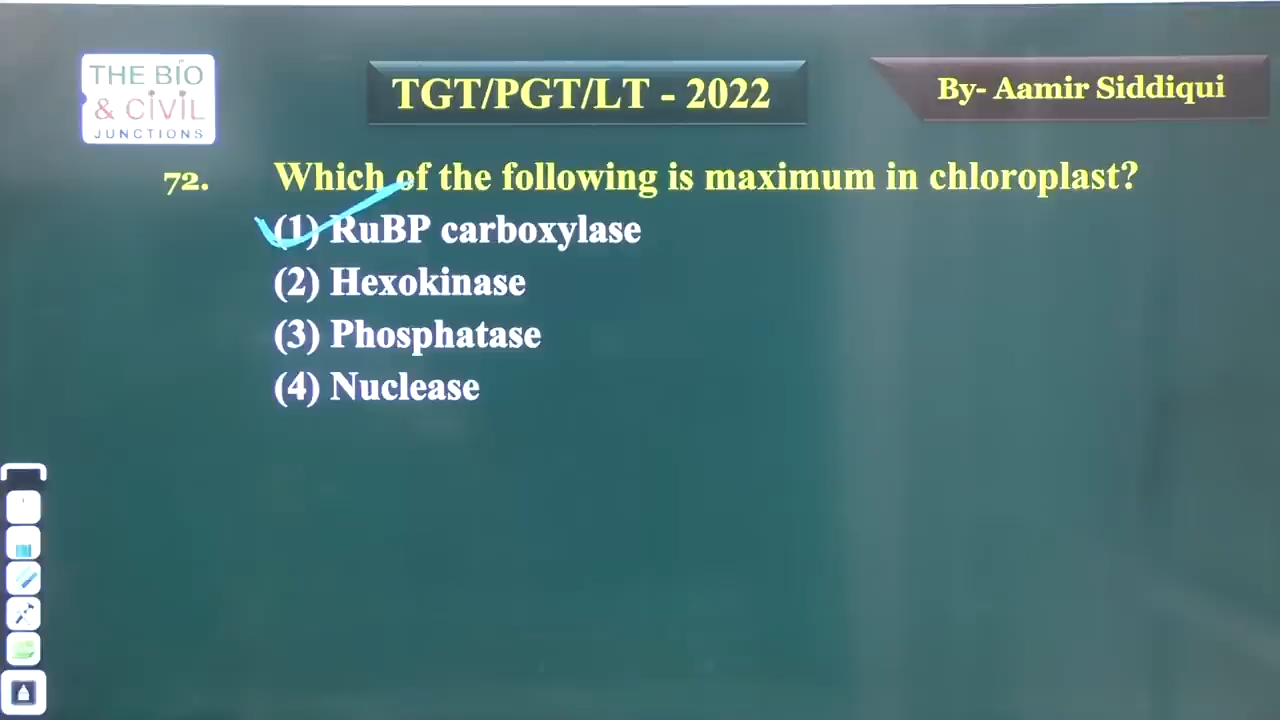 THE BIO
& CIVIL
JUNCTIONS
TGT/PGT/LT - 2022
By- Aamir Siddiqui
72. Which of the following is maximum in chloroplast?
(1) RuBP carboxylase
(2) Hexokinase
(3) Phosphatase
(4) Nuclease